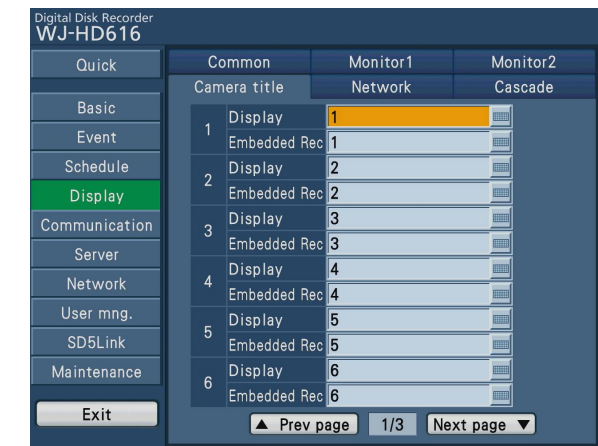 Digital Disk Recorder
WJ-HD616
Quick
Basic
Event
Schedule
Display
Communication
Server
Network
User mng.
SD5Link
Maintenance
Exit
Common Monitor1 Monitor2
Camera title Network Cascade
1 Display 1
Embedded Rec 1
2 Display 2
Embedded Rec 2
3 Display 3
Embedded Rec 3
4 Display 4
Embedded Rec 4
5 Display 5
Embedded Rec 5
6 Display 6
Embedded Rec 6
▲ Prev page 1/3 Next page ▼